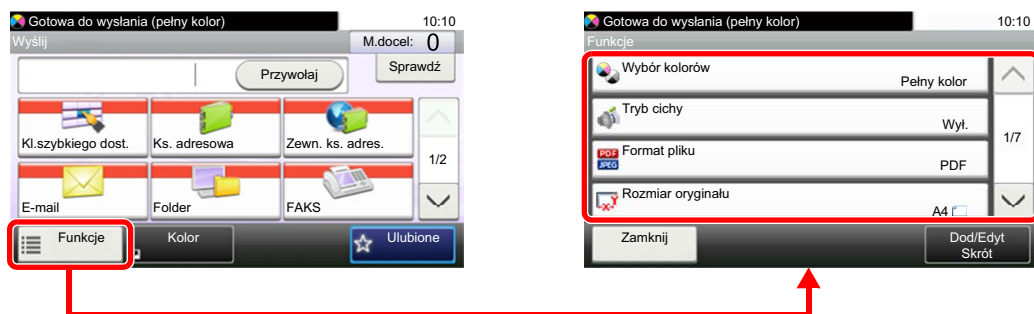 Gotowa do wysłania (pełny kolor)
10:10
Wyślij
M.docel: 0
Przywołaj
Sprawdź
Kl.szybkiego dost.
Ks. adresowa
Zewn. ks. adres.
1/2
E-mail
Folder
FAKS
Funkcje
Kolor
Ulubione
Gotowa do wysłania (pełny kolor)
10:10
Funkcje
Wybór kolorów
Pełny kolor
Tryb cichy
Wył.
1/7
PDF
JPEG
Format pliku
PDF
Rozmiar oryginału
A4
Zamknij
Dod/Edyt
Skrót